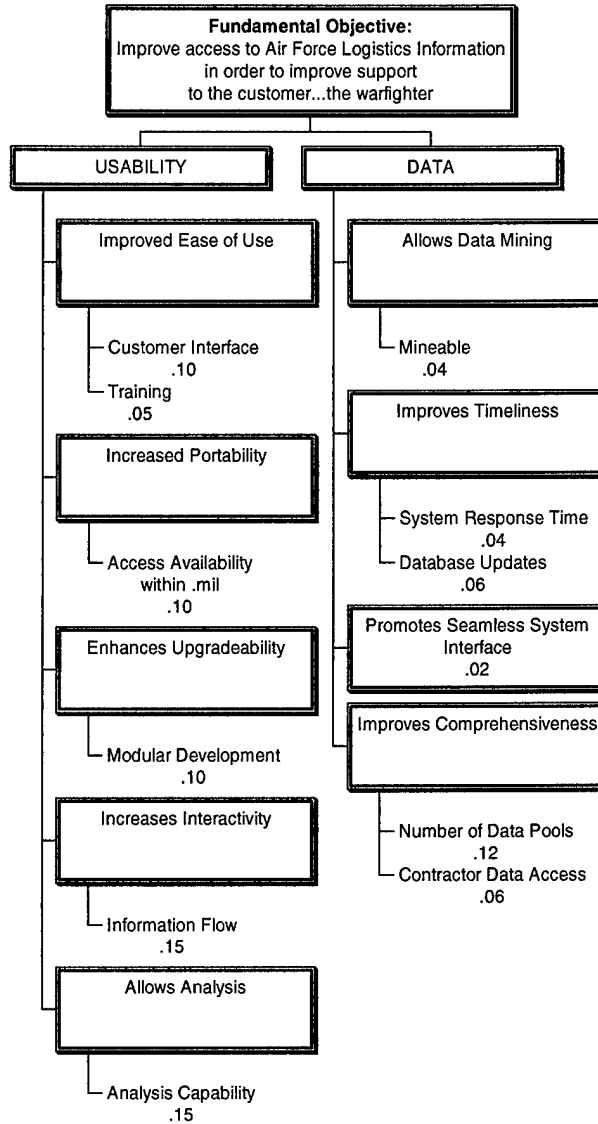 Fundamental Objective:
Improve access to Air Force Logistics Information
in order to improve support
to the customer...the warfighter
USABILITY
DATA
Improved Ease of Use
Customer Interface
.10
Training
.05
Increased Portability
Access Availability
within .mil
.10
Enhances Upgradeability
Modular Development
.10
Increases Interactivity
Information Flow
.15
Allows Analysis
Analysis Capability
.15
Allows Data Mining
Mineable
.04
Improves Timeliness
System Response Time
.04
Database Updates
.06
Promotes Seamless System
Interface
.02
Improves Comprehensiveness
Number of Data Pools
.12
Contractor Data Access
.06